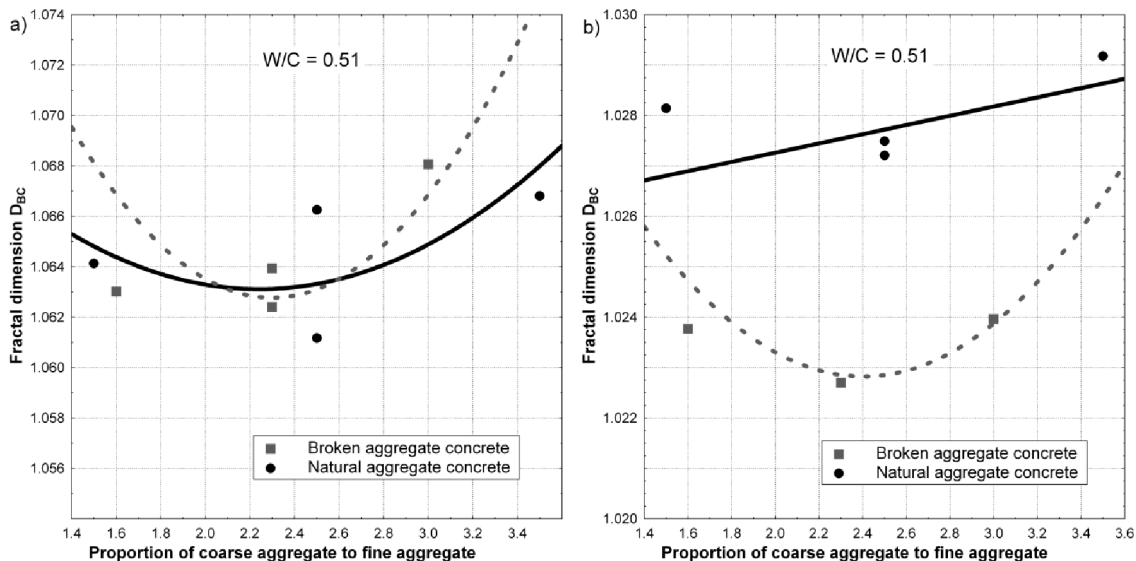 a)
W/C = 0.51
Fractal dimension DBC
1.074
1.072
1.070
1.068
1.066
1.064
1.062
1.060
1.058
1.056
Broken aggregate concrete
Natural aggregate concrete
1.4 1.6 1.8 2.0 2.2 2.4 2.6 2.8 3.0 3.2 3.4
Proportion of coarse aggregate to fine aggregate
b)
W/C = 0.51
Fractal dimension DBC
1.030
1.028
1.026
1.024
1.022
1.020
Broken aggregate concrete
Natural aggregate concrete
1.4 1.6 1.8 2.0 2.2 2.4 2.6 2.8 3.0 3.2 3.4 3.6
Proportion of coarse aggregate to fine aggregate